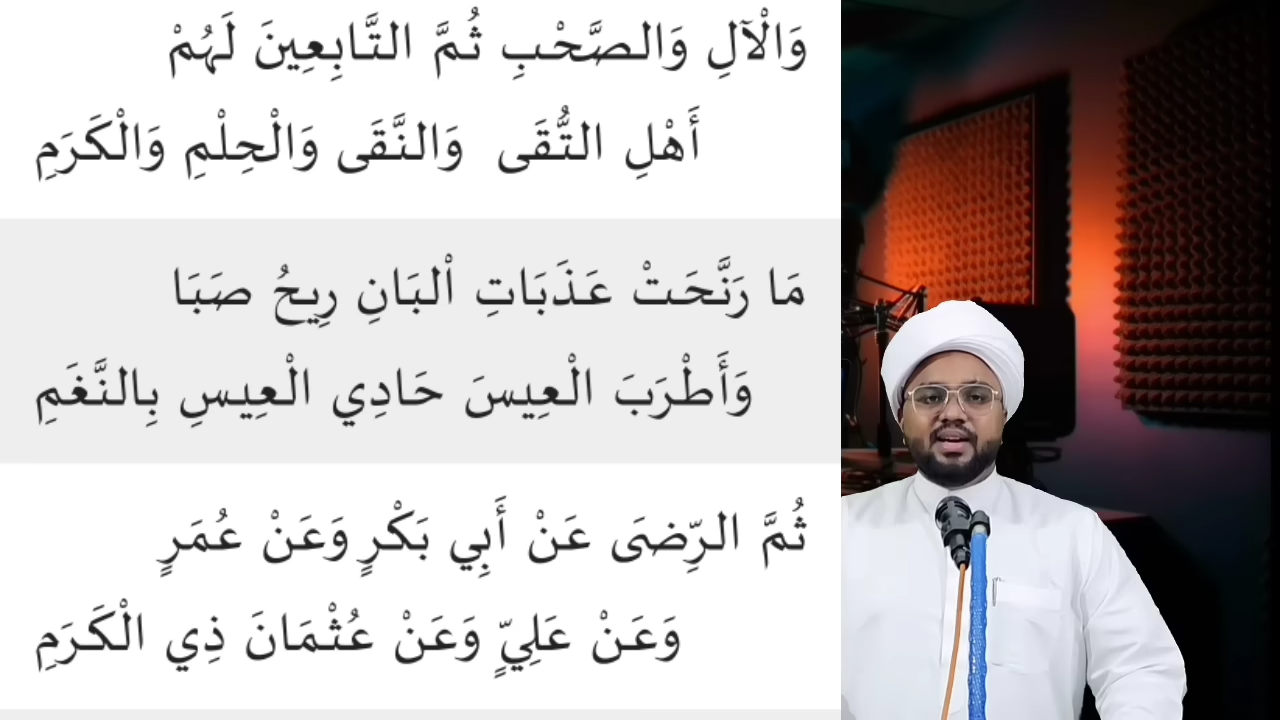 وَالْآلِ وَالصَّحْبِ ثُمَّ التَّابِعِينَ لَهُمْ
أَهْلِ التُّقَى وَالنَّقَى وَالْحِلْمِ وَالْكَرَمِ
مَا رَنَّحَتْ عَذَبَاتِ اْلبَانِ رِيحُ صَبَا
وَأَطْرَبَ الْعِيسَ حَادِي الْعِيسِ بِالنَّغَمِ
ثُمَّ الرِّضَى عَنْ أَبِي بَكْرٍ وَعَنْ عُمَرٍ
وَعَنْ عَلِيٍّ وَعَنْ عُثْمَانَ ذِي الْكَرَمِ